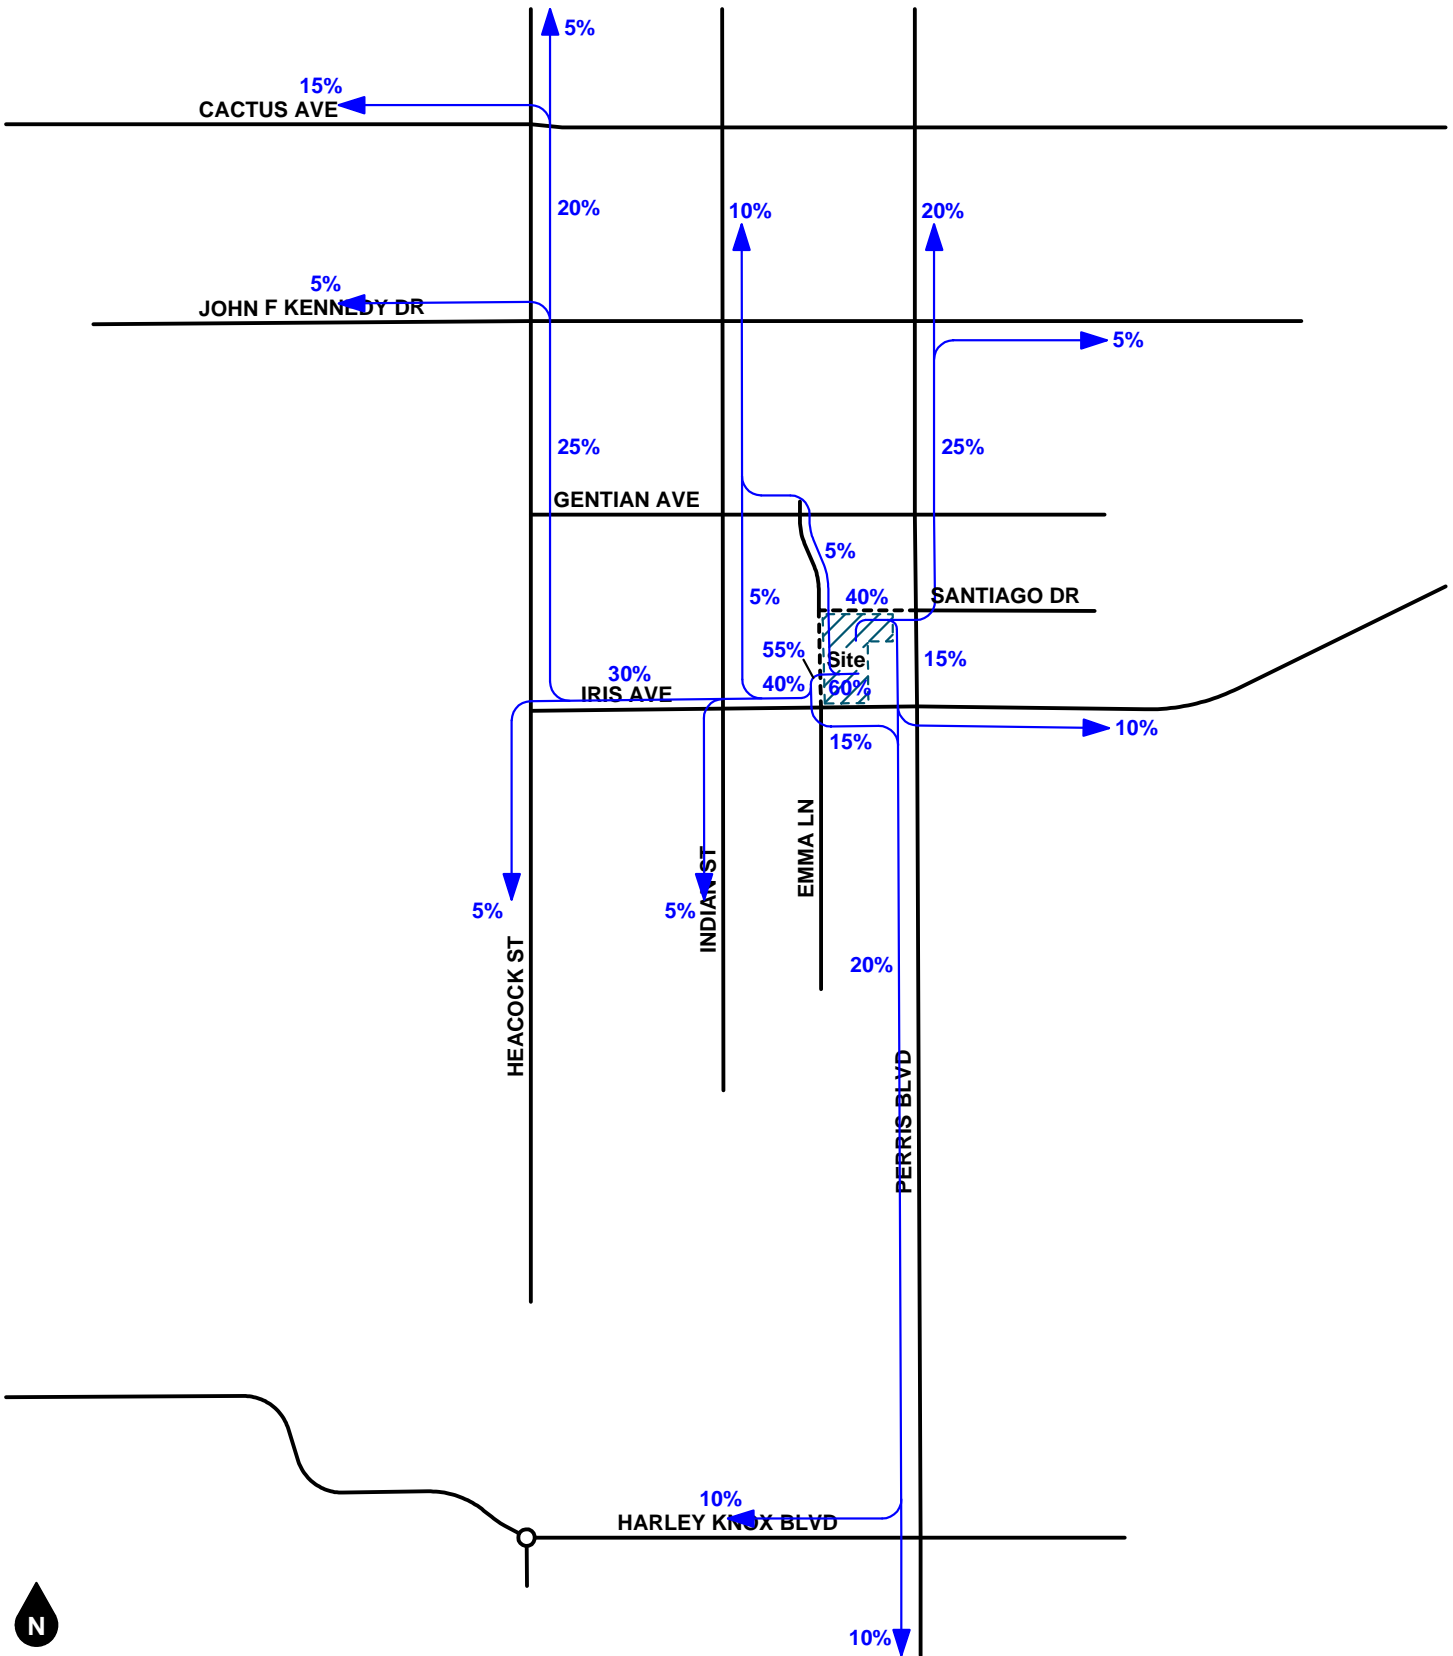 5%
15%
CACTUS AVE
20%
10%
20%
5%
JOHN F KENNEDY DR
5%
25%
25%
GENTIAN AVE
5%
40%
SANTIAGO DR
5%
55%
Site
15%
30%
IRIS AVE
40%
60%
10%
15%
EMMA LN
INDIAN ST
5%
5%
HEACOCK ST
20%
PERRIS BLVD
10%
HARLEY KNOX BLVD
N
10%